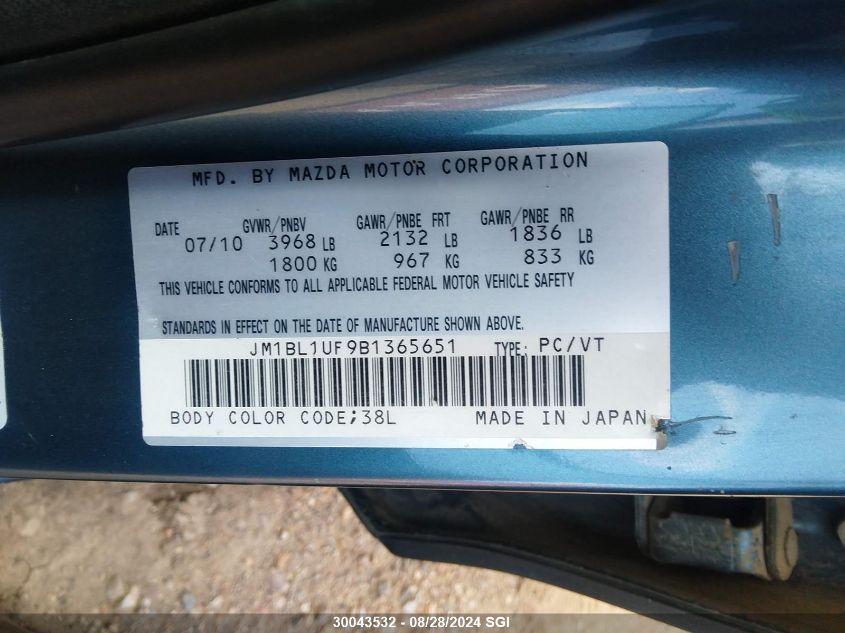 MFD. BY MAZDA MOTOR CORPORATION
DATE GVWR/PNBV GAWR/PNBE FRT GAWR/PNBE RR
07/10 3968 LB 2132 LB 1836 LB
1800 KG 967 KG 833 KG
THIS VEHICLE CONFORMS TO ALL APPLICABLE FEDERAL MOTOR VEHICLE SAFETY
STANDARDS IN EFFECT ON THE DATE OF MANUFACTURE SHOWN ABOVE.
JM1BL1UF9B1365651 TYPE: PC/VT
BODY COLOR CODE;38L MADE IN JAPAN
30043532 - 08/28/2024 SGI